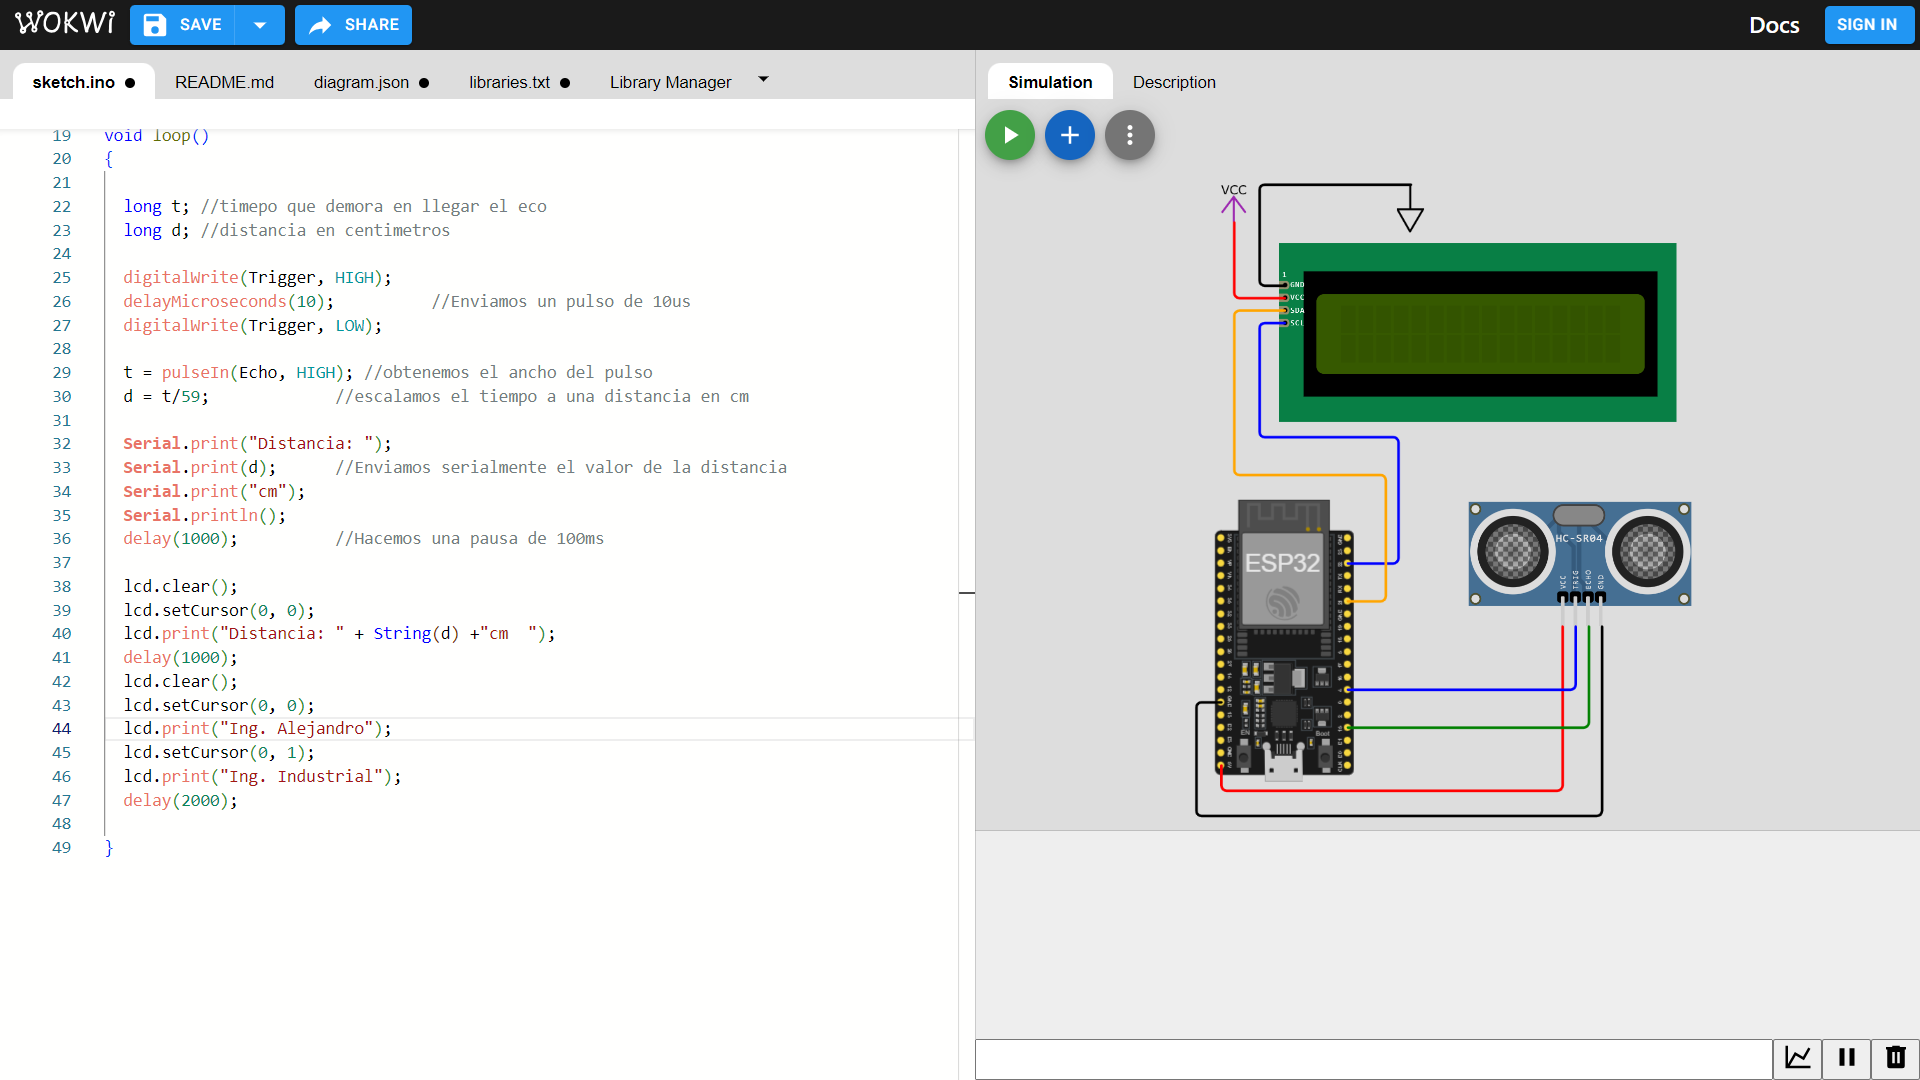 WOKWi SAVE SHARE Docs SIGN IN
sketch.ino ● README.md diagram.json ● libraries.txt ● Library Manager
Simulation Description
19 void loop()
20 {
21
22 long t; //timepo que demora en llegar el eco
23 long d; //distancia en centimetros
24
25 digitalWrite(Trigger, HIGH);
26 delayMicroseconds(10); //Enviamos un pulso de 10us
27 digitalWrite(Trigger, LOW);
28
29 t = pulseIn(Echo, HIGH); //obtenemos el ancho del pulso
30 d = t/59; //escalamos el tiempo a una distancia en cm
31
32 Serial.print("Distancia: ");
33 Serial.print(d); //Enviamos serialmente el valor de la distancia
34 Serial.print("cm");
35 Serial.println();
36 delay(1000); //Hacemos una pausa de 100ms
37
38 lcd.clear();
39 lcd.setCursor(0, 0);
40 lcd.print("Distancia: " + String(d) +"cm  ");
41 delay(1000);
42 lcd.clear();
43 lcd.setCursor(0, 0);
44 lcd.print("Ing. Alejandro");
45 lcd.setCursor(0, 1);
46 lcd.print("Ing. Industrial");
47 delay(2000);
48
49 }
VCC
1
GND
VCC
SDA
SCL
ESP32
EN
Boot
HC-SR04
VCC
TRIG
ECHO
GND